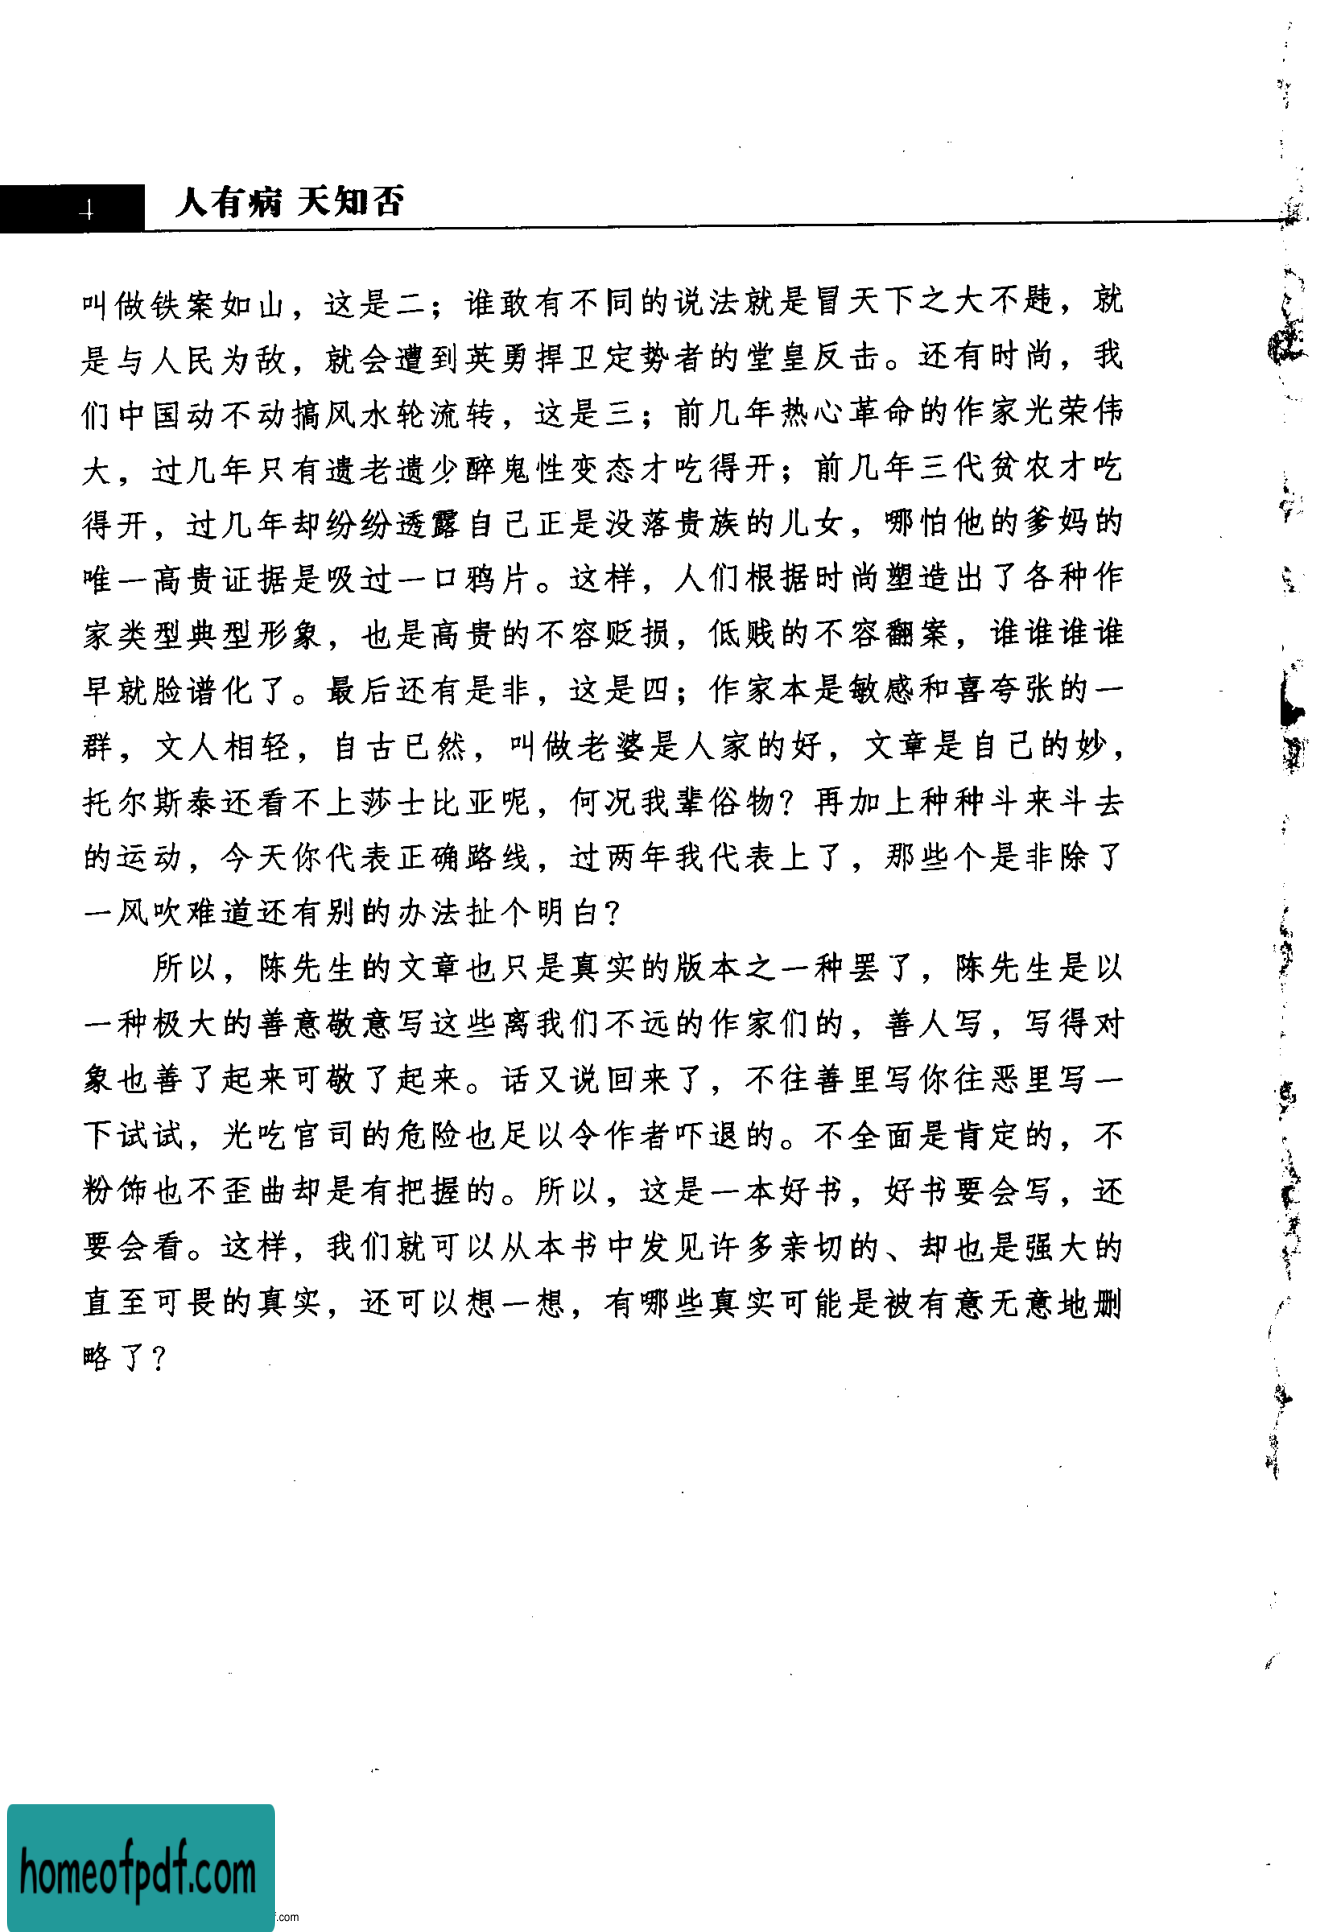 4
人有病 天知否
叫做铁案如山，这是二；谁敢有不同的说法就是冒天下之大不韪，就
是与人民为敌，就会遭到英勇捍卫定势者的堂皇反击。还有时尚，我
们中国动不动搞风水轮流转，这是三；前几年热心革命的作家光荣伟
大，过几年只有遗老遗少醉鬼性变态才吃得开；前几年三代贫农才吃
得开，过几年却纷纷透露自己正是没落贵族的儿女，哪怕他的爹妈的
唯一高贵证据是吸过一口鸦片。这样，人们根据时尚塑造出了各种作
家类型典型形象，也是高贵的不容贬损，低贱的不容翻案，谁谁谁谁
早就脸谱化了。最后还有是非，这是四；作家本是敏感和喜夸张的一
群，文人相轻，自古已然，叫做老婆是人家的好，文章是自己的妙，
托尔斯泰还看不上莎士比亚呢，何况我辈俗物？再加上种种斗来斗去
的运动，今天你代表正确路线，过两年我代表上了，那些个是非除了
一风吹难道还有别的办法扯个明白？
所以，陈先生的文章也只是真实的版本之一种罢了，陈先生是以
一种极大的善意敬意写这些离我们不远的作家们的，善人写，写得对
象也善了起来可敬了起来。话又说回来了，不往善里写你往恶里写一
下试试，光吃官司的危险也足以令作者吓退的。不全面是肯定的，不
粉饰也不歪曲却是有把握的。所以，这是一本好书，好书要会写，还
要会看。这样，我们就可以从本书中发见许多亲切的、却也是强大的
直至可畏的真实，还可以想一想，有哪些真实可能是被有意无意地删
略了？
homeofpdf.com
f.com